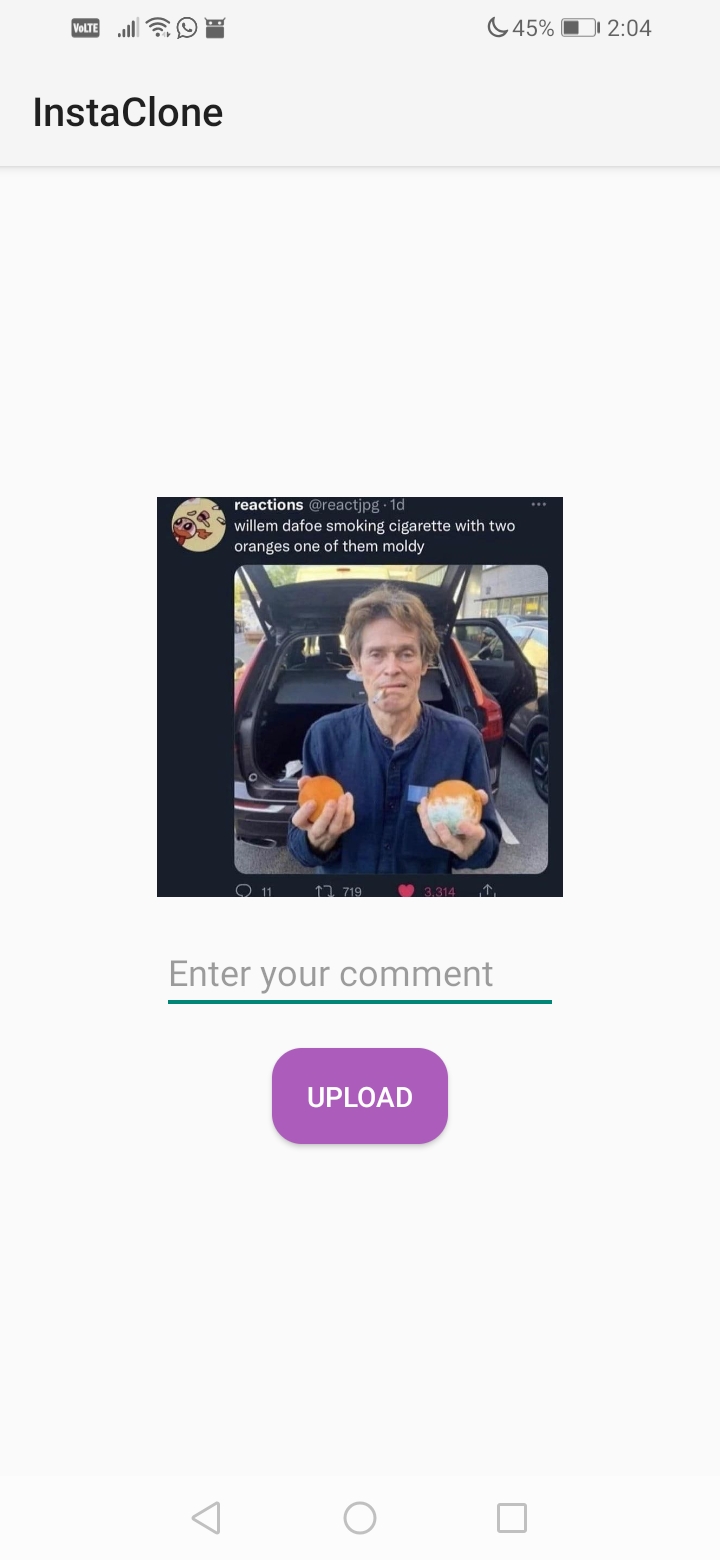 VoLTE 45% 2:04
InstaClone
reactions @reactjpg · 1d
willem dafoe smoking cigarette with two
oranges one of them moldy
11 719 3,314
Enter your comment
UPLOAD